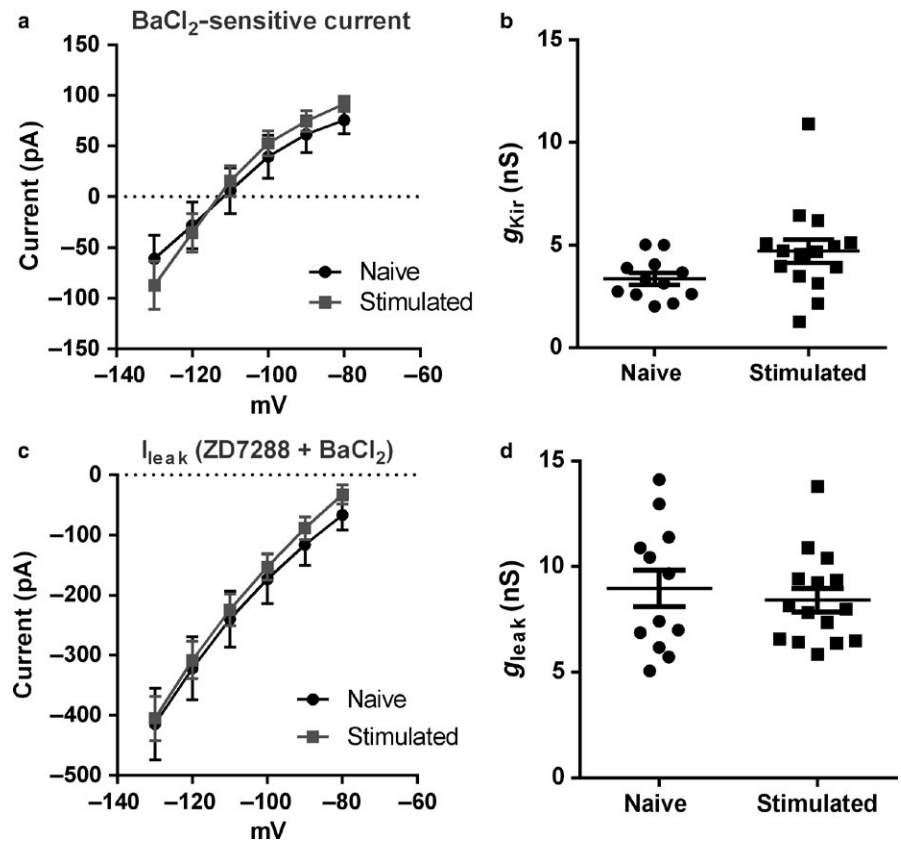 a
BaCl₂-sensitive current
150
100
50
0
–50
–100
–150
Current (pA)
Naive
Stimulated
–140 –120 –100 –80 –60
mV
b
15
10
5
0
gKir (nS)
Naive Stimulated
c
Ileak (ZD7288 + BaCl₂)
0
–100
–200
–300
–400
–500
Current (pA)
Naive
Stimulated
–140 –120 –100 –80 –60
mV
d
15
10
5
0
gleak (nS)
Naive Stimulated